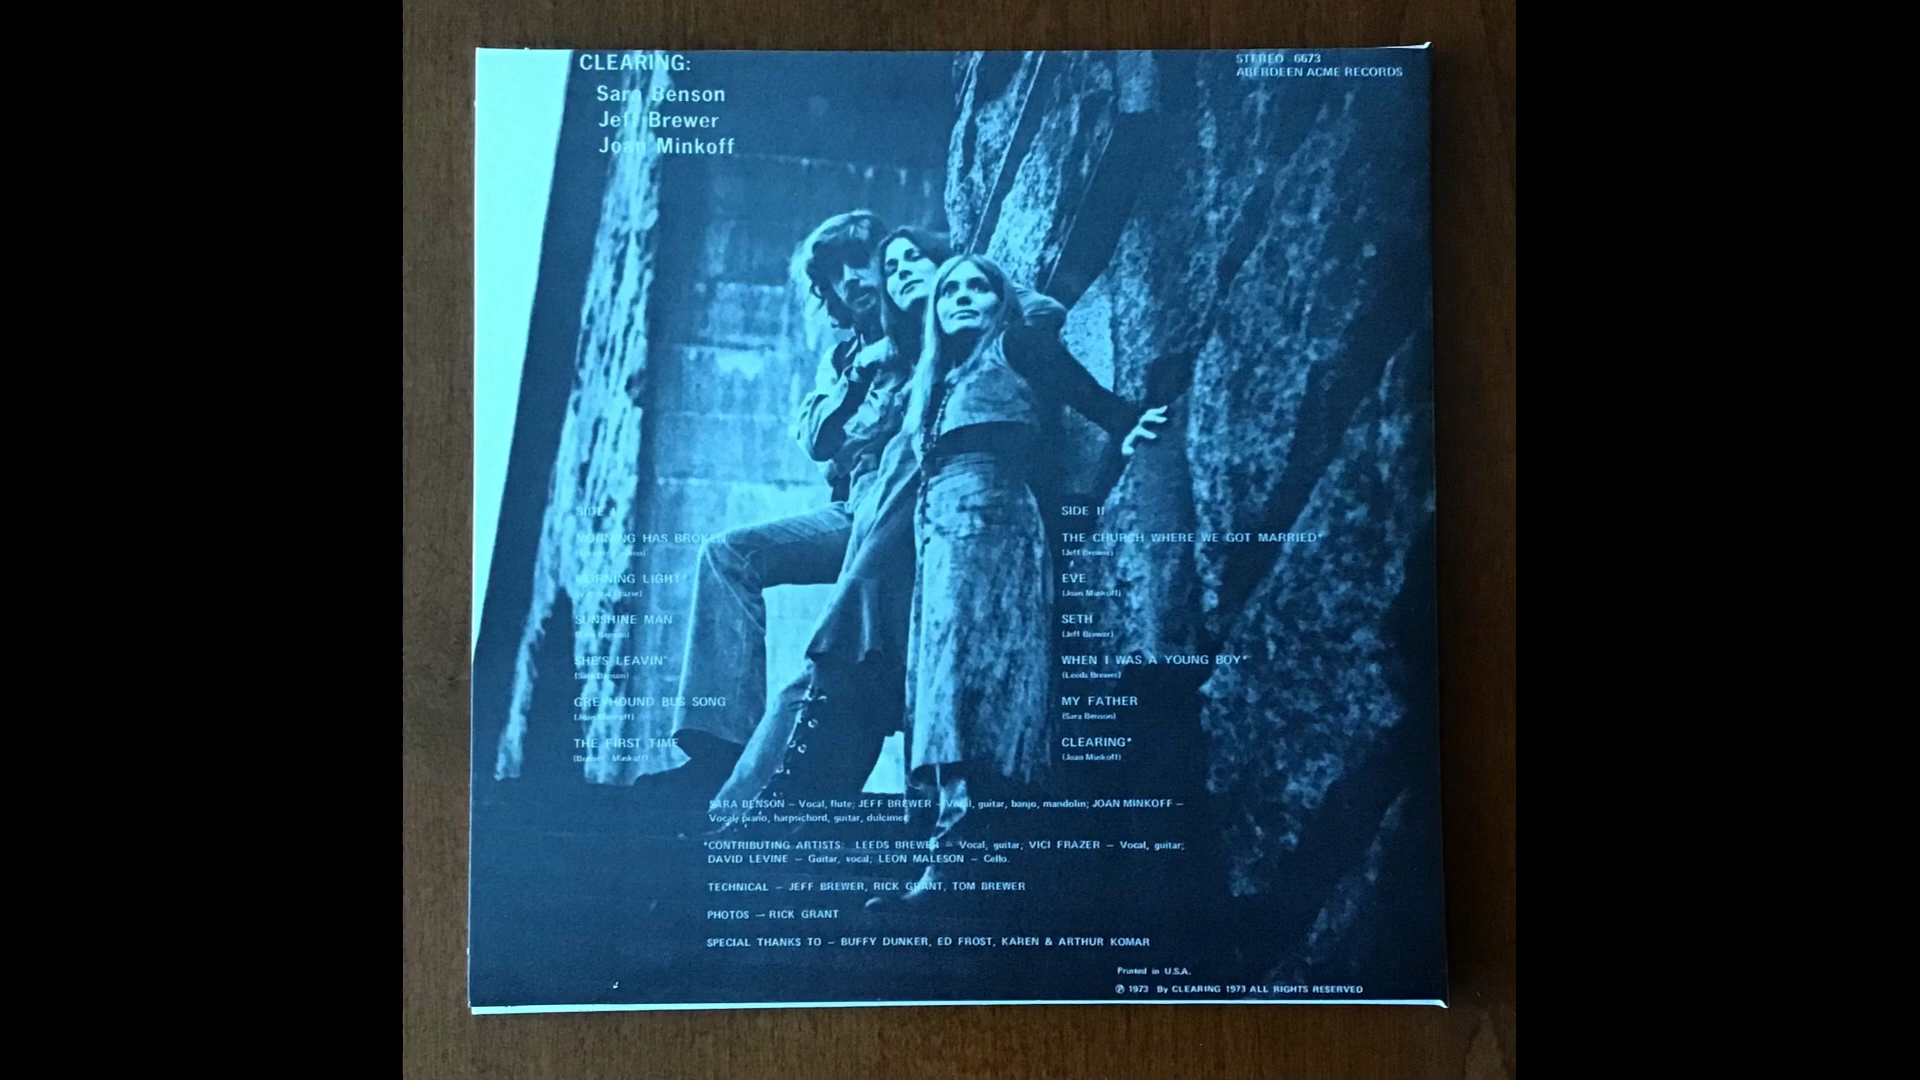 CLEARING:
Sara Benson
Jeff Brewer
Joan Minkoff
STEREO 6673
ABERDEEN ACME RECORDS
SIDE I
MORNING HAS BROKEN
MORNING LIGHT*
SUNSHINE MAN
(Sara Benson)
SHE'S LEAVIN'
(Sara Benson)
GREYHOUND BUS SONG
(Joan Minkoff)
THE FIRST TIME
(Brewer Minkoff)
SIDE II
THE CHURCH WHERE WE GOT MARRIED*
(Jeff Brewer)
EVE
(Joan Minkoff)
SETH
(Jeff Brewer)
WHEN I WAS A YOUNG BOY*
(Leeds Brewer)
MY FATHER
(Sara Benson)
CLEARING*
(Joan Minkoff)
SARA BENSON – Vocal, flute; JEFF BREWER – Vocal, guitar, banjo, mandolin; JOAN MINKOFF –
Vocal, piano, harpsichord, guitar, dulcimer
*CONTRIBUTING ARTISTS: LEEDS BREWER – Vocal, guitar; VICI FRAZER – Vocal, guitar;
DAVID LEVINE – Guitar, vocal; LEON MALESON – Cello.
TECHNICAL – JEFF BREWER, RICK GRANT, TOM BREWER
PHOTOS – RICK GRANT
SPECIAL THANKS TO – BUFFY DUNKER, ED FROST, KAREN & ARTHUR KOMAR
Printed in U.S.A.
℗ 1973 By CLEARING 1973 ALL RIGHTS RESERVED